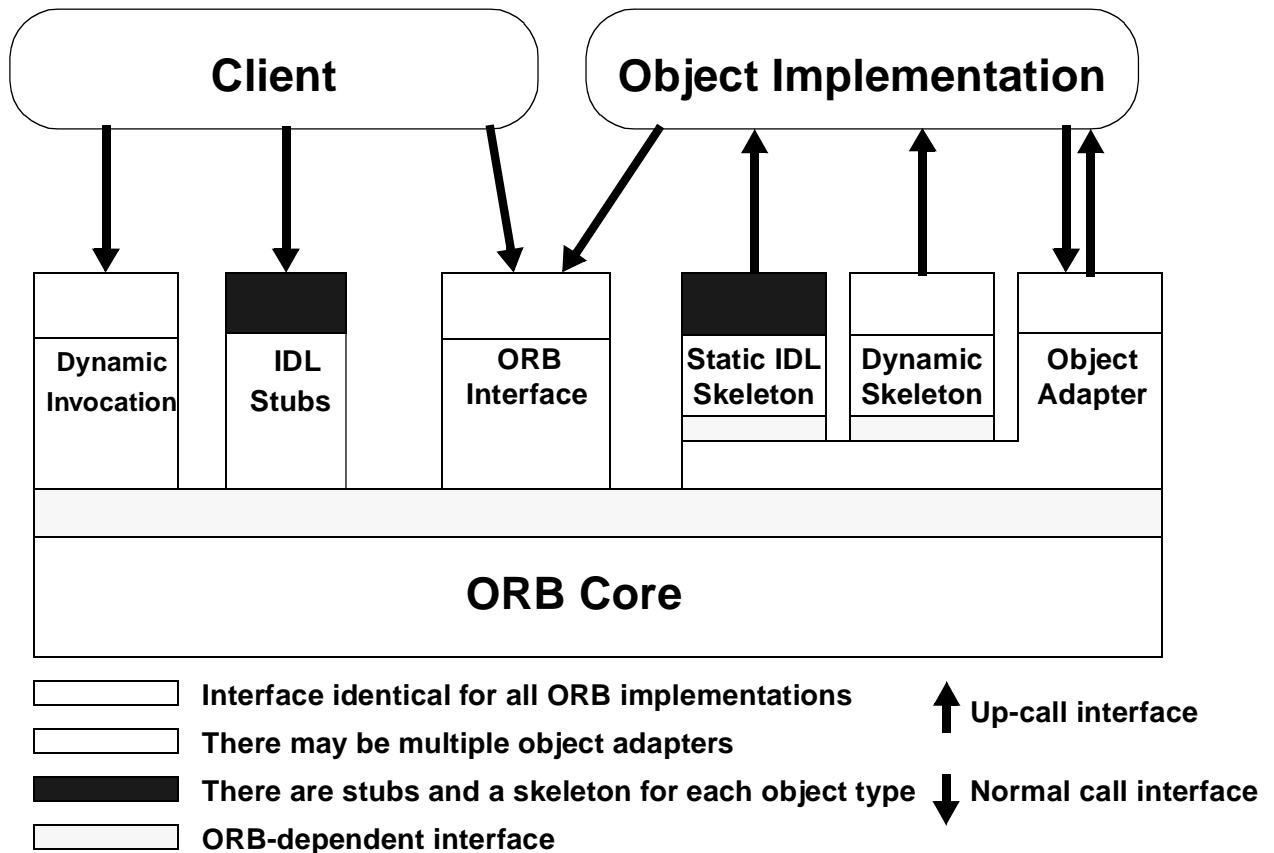 Client
Object Implementation
Dynamic
Invocation
IDL
Stubs
ORB
Interface
Static IDL
Skeleton
Dynamic
Skeleton
Object
Adapter
ORB Core
Interface identical for all ORB implementations
There may be multiple object adapters
There are stubs and a skeleton for each object type
ORB-dependent interface
Up-call interface
Normal call interface